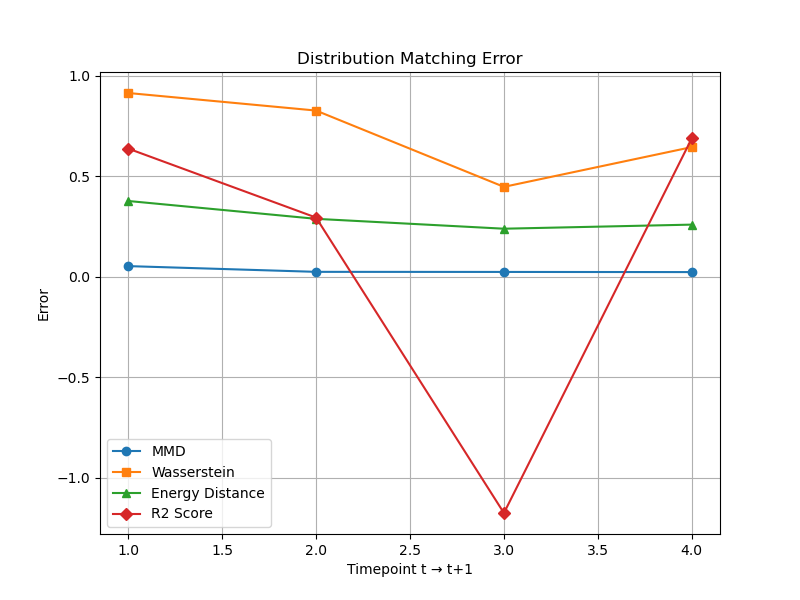 Distribution Matching Error
1.0
0.5
0.0
−0.5
−1.0
Error
MMD
Wasserstein
Energy Distance
R2 Score
1.0 1.5 2.0 2.5 3.0 3.5 4.0
Timepoint t → t+1